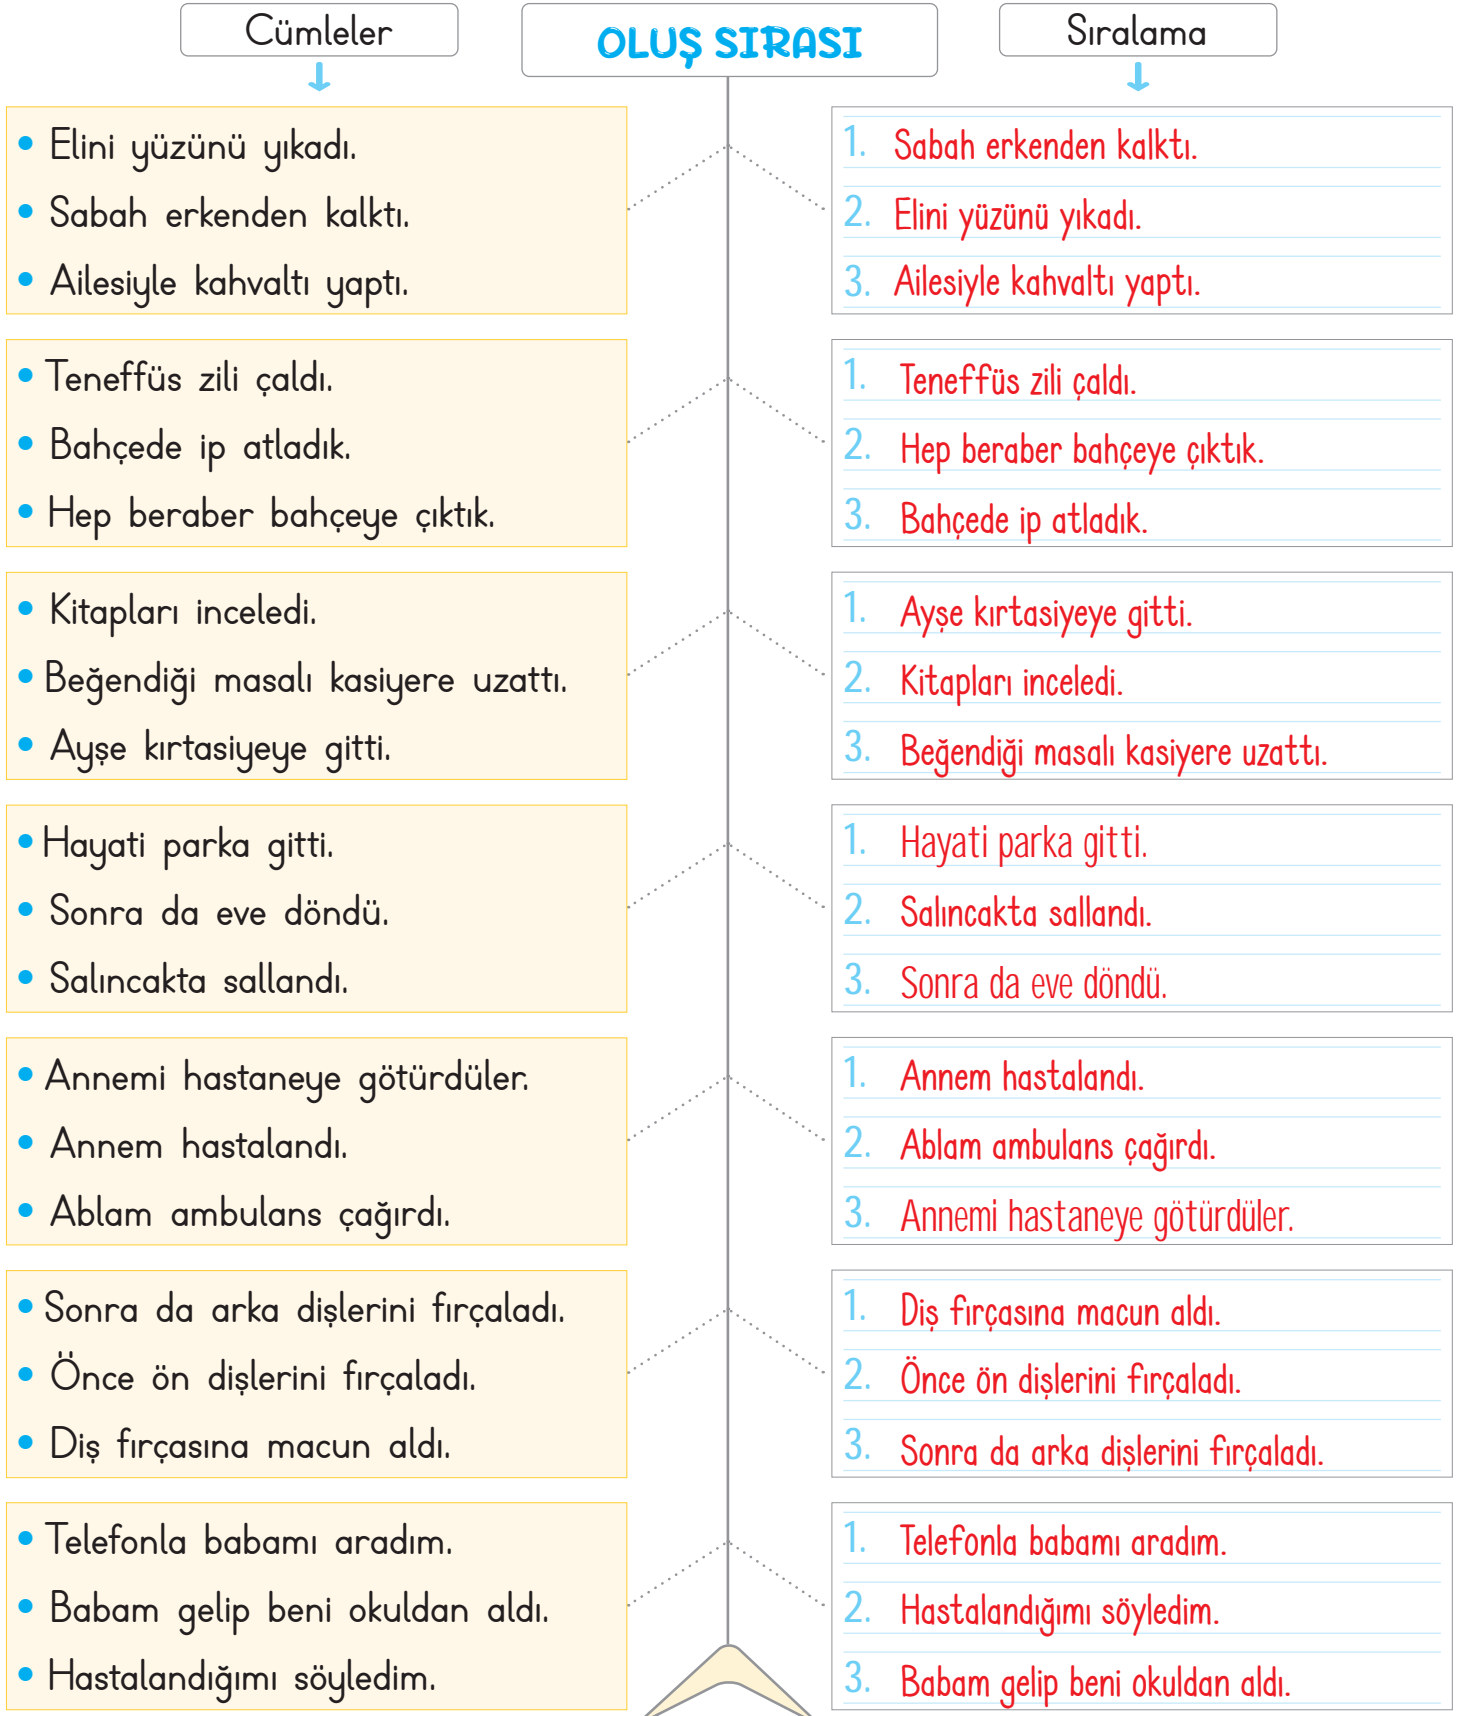 Cümleler
OLUŞ SIRASI
Sıralama
• Elini yüzünü yıkadı.
• Sabah erkenden kalktı.
• Ailesiyle kahvaltı yaptı.
1. Sabah erkenden kalktı.
2. Elini yüzünü yıkadı.
3. Ailesiyle kahvaltı yaptı.
• Teneffüs zili çaldı.
• Bahçede ip atladık.
• Hep beraber bahçeye çıktık.
1. Teneffüs zili çaldı.
2. Hep beraber bahçeye çıktık.
3. Bahçede ip atladık.
• Kitapları inceledi.
• Beğendiği masalı kasiyere uzattı.
• Ayşe kırtasiyeye gitti.
1. Ayşe kırtasiyeye gitti.
2. Kitapları inceledi.
3. Beğendiği masalı kasiyere uzattı.
• Hayati parka gitti.
• Sonra da eve döndü.
• Salıncakta sallandı.
1. Hayati parka gitti.
2. Salıncakta sallandı.
3. Sonra da eve döndü.
• Annemi hastaneye götürdüler.
• Annem hastalandı.
• Ablam ambulans çağırdı.
1. Annem hastalandı.
2. Ablam ambulans çağırdı.
3. Annemi hastaneye götürdüler.
• Sonra da arka dişlerini fırçaladı.
• Önce ön dişlerini fırçaladı.
• Diş fırçasına macun aldı.
1. Diş fırçasına macun aldı.
2. Önce ön dişlerini fırçaladı.
3. Sonra da arka dişlerini fırçaladı.
• Telefonla babamı aradım.
• Babam gelip beni okuldan aldı.
• Hastalandığımı söyledim.
1. Telefonla babamı aradım.
2. Hastalandığımı söyledim.
3. Babam gelip beni okuldan aldı.